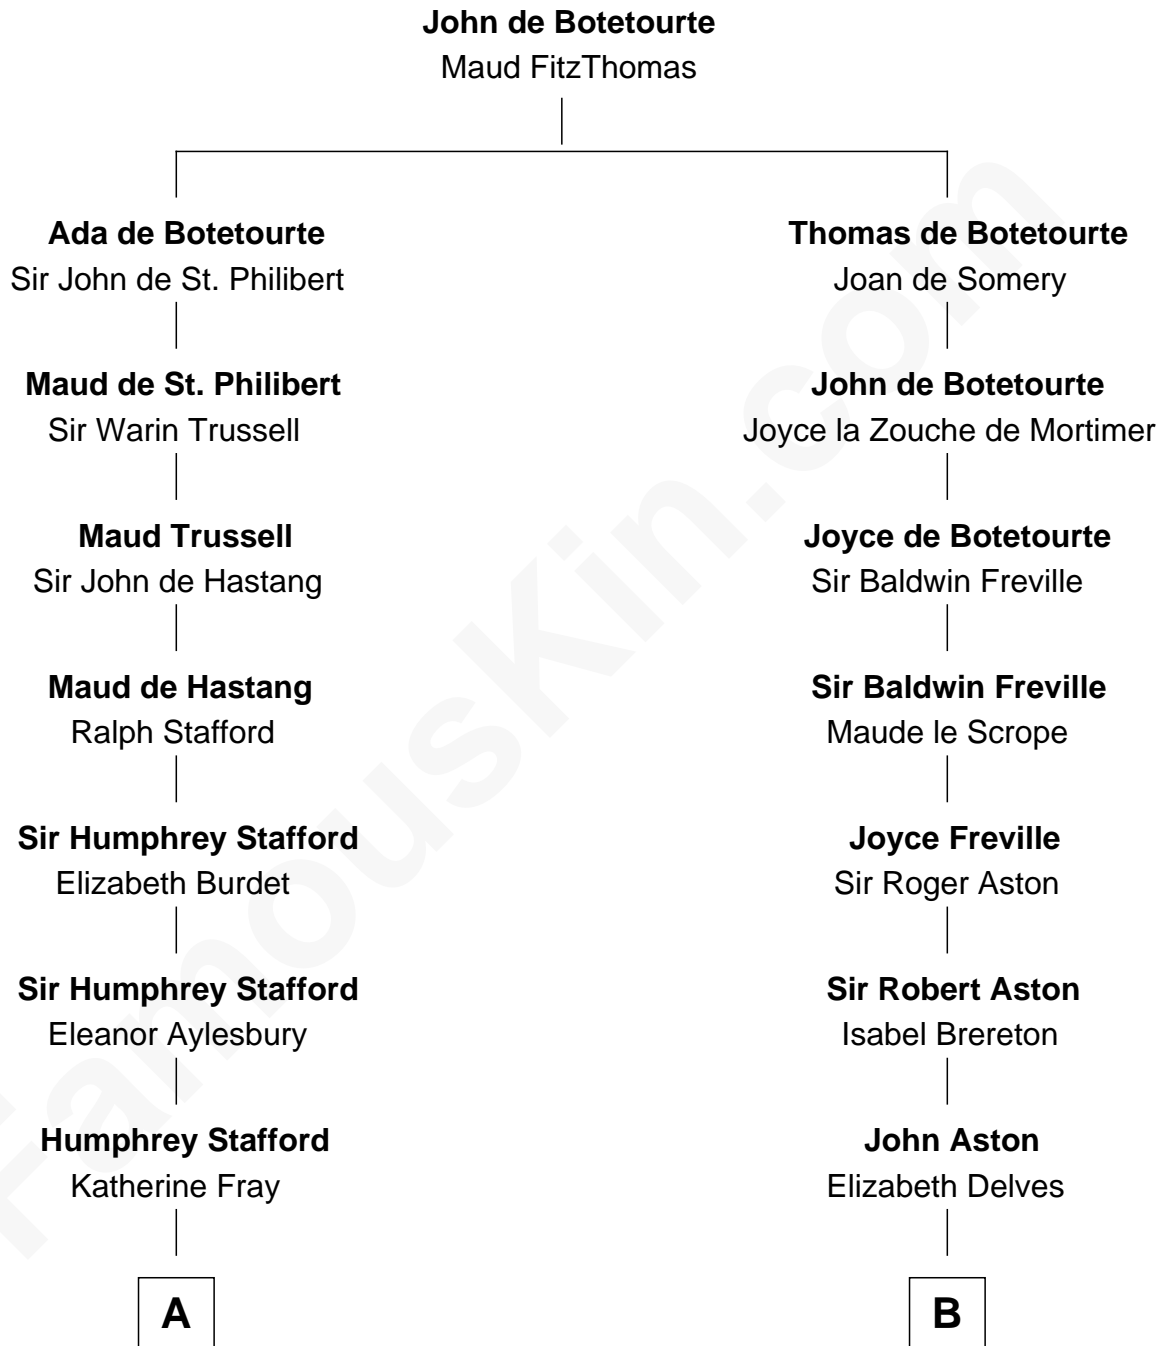 John de Botetourte
Maud FitzThomas
Ada de Botetourte
Sir John de St. Philibert
Thomas de Botetourte
Joan de Somery
Maud de St. Philibert
Sir Warin Trussell
John de Botetourte
Joyce la Zouche de Mortimer
Maud Trussell
Sir John de Hastang
Joyce de Botetourte
Sir Baldwin Freville
Maud de Hastang
Ralph Stafford
Sir Baldwin Freville
Maude le Scrope
Sir Humphrey Stafford
Elizabeth Burdet
Joyce Freville
Sir Roger Aston
Sir Humphrey Stafford
Eleanor Aylesbury
Sir Robert Aston
Isabel Brereton
Humphrey Stafford
Katherine Fray
John Aston
Elizabeth Delves
A
B
FamousKin.com